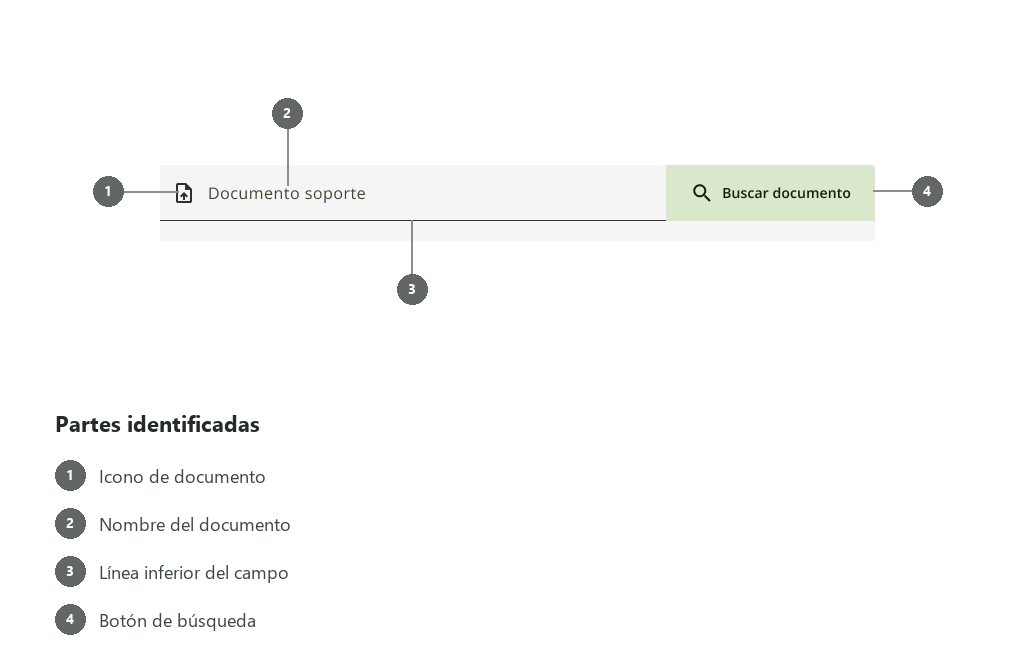 2
1
Documento soporte
Buscar documento
4
3
Partes identificadas
1 Icono de documento
2 Nombre del documento
3 Línea inferior del campo
4 Botón de búsqueda